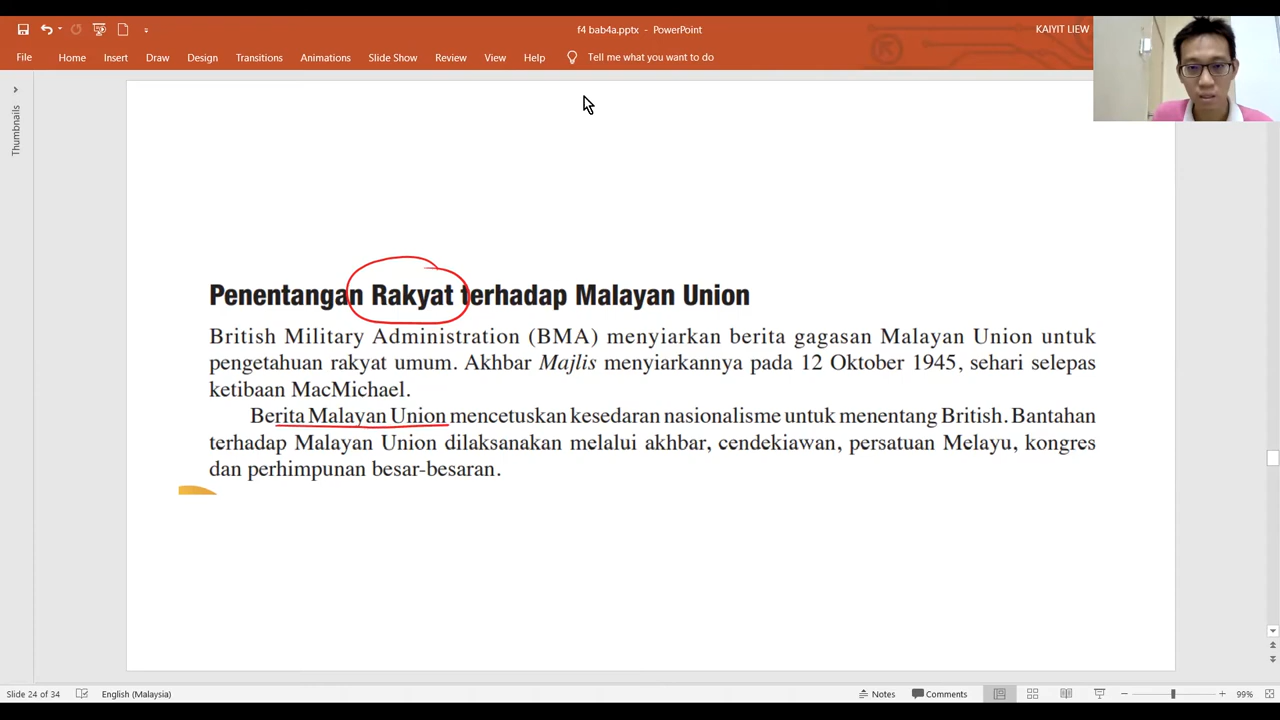 f4 bab4a.pptx - PowerPoint
KAIYIT LIEW
File Home Insert Draw Design Transitions Animations Slide Show Review View Help Tell me what you want to do
Thumbnails
Penentangan Rakyat terhadap Malayan Union
British Military Administration (BMA) menyiarkan berita gagasan Malayan Union untuk
pengetahuan rakyat umum. Akhbar Majlis menyiarkannya pada 12 Oktober 1945, sehari selepas
ketibaan MacMichael.
Berita Malayan Union mencetuskan kesedaran nasionalisme untuk menentang British. Bantahan
terhadap Malayan Union dilaksanakan melalui akhbar, cendekiawan, persatuan Melayu, kongres
dan perhimpunan besar-besaran.
Slide 24 of 34 English (Malaysia) Notes Comments 99%